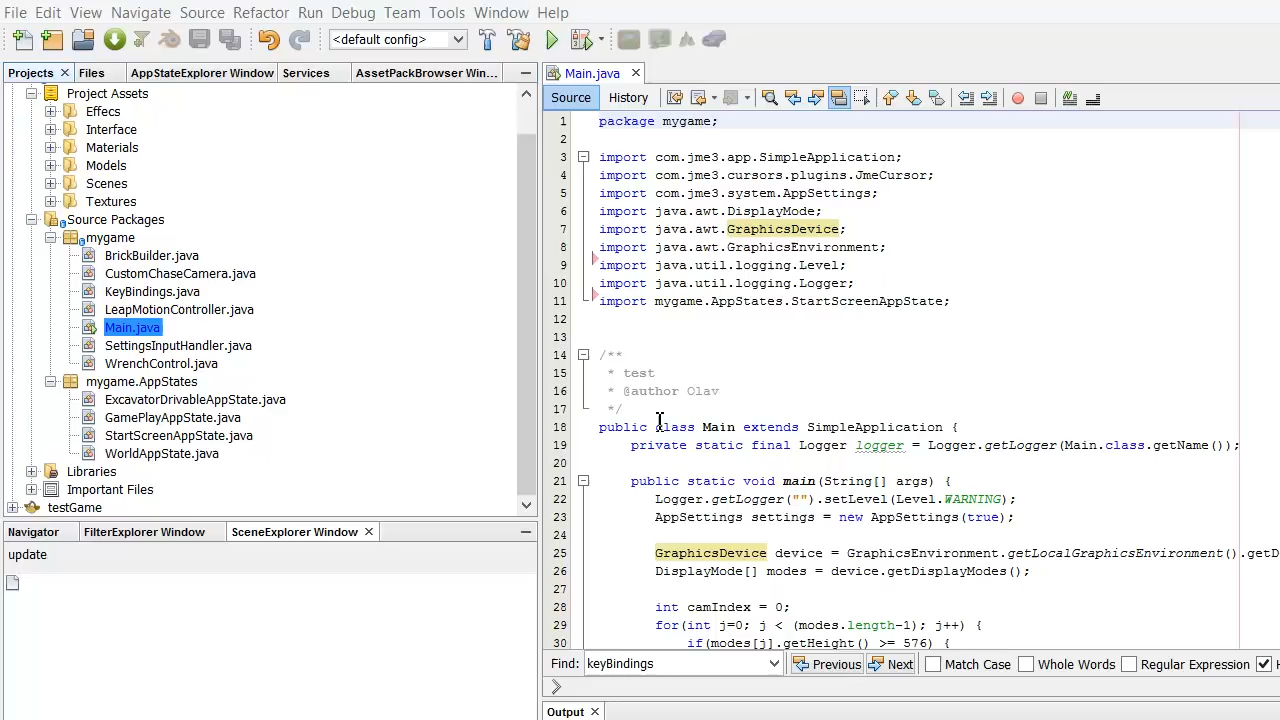 File Edit View Navigate Source Refactor Run Debug Team Tools Window Help
<default config>
Projects Files AppStateExplorer Window Services AssetPackBrowser Win...
Project Assets
Effecs
Interface
Materials
Models
Scenes
Textures
Source Packages
mygame
BrickBuilder.java
CustomChaseCamera.java
KeyBindings.java
LeapMotionController.java
Main.java
SettingsInputHandler.java
WrenchControl.java
mygame.AppStates
ExcavatorDrivableAppState.java
GamePlayAppState.java
StartScreenAppState.java
WorldAppState.java
Libraries
Important Files
testGame
Navigator FilterExplorer Window SceneExplorer Window
update
Main.java
Source History
1 package mygame;
2
3 import com.jme3.app.SimpleApplication;
4 import com.jme3.cursors.plugins.JmeCursor;
5 import com.jme3.system.AppSettings;
6 import java.awt.DisplayMode;
7 import java.awt.GraphicsDevice;
8 import java.awt.GraphicsEnvironment;
9 import java.util.logging.Level;
10 import java.util.logging.Logger;
11 import mygame.AppStates.StartScreenAppState;
12
13
14 /**
15 * test
16 * @author Olav
17 */
18 public class Main extends SimpleApplication {
19 private static final Logger logger = Logger.getLogger(Main.class.getName());
20
21 public static void main(String[] args) {
22 Logger.getLogger("").setLevel(Level.WARNING);
23 AppSettings settings = new AppSettings(true);
24
25 GraphicsDevice device = GraphicsEnvironment.getLocalGraphicsEnvironment().getD
26 DisplayMode[] modes = device.getDisplayModes();
27
28 int camIndex = 0;
29 for(int j=0; j < (modes.length-1); j++) {
30 if(modes[j].getHeight() >= 576) {
Find: keyBindings Previous Next Match Case Whole Words Regular Expression H
Output